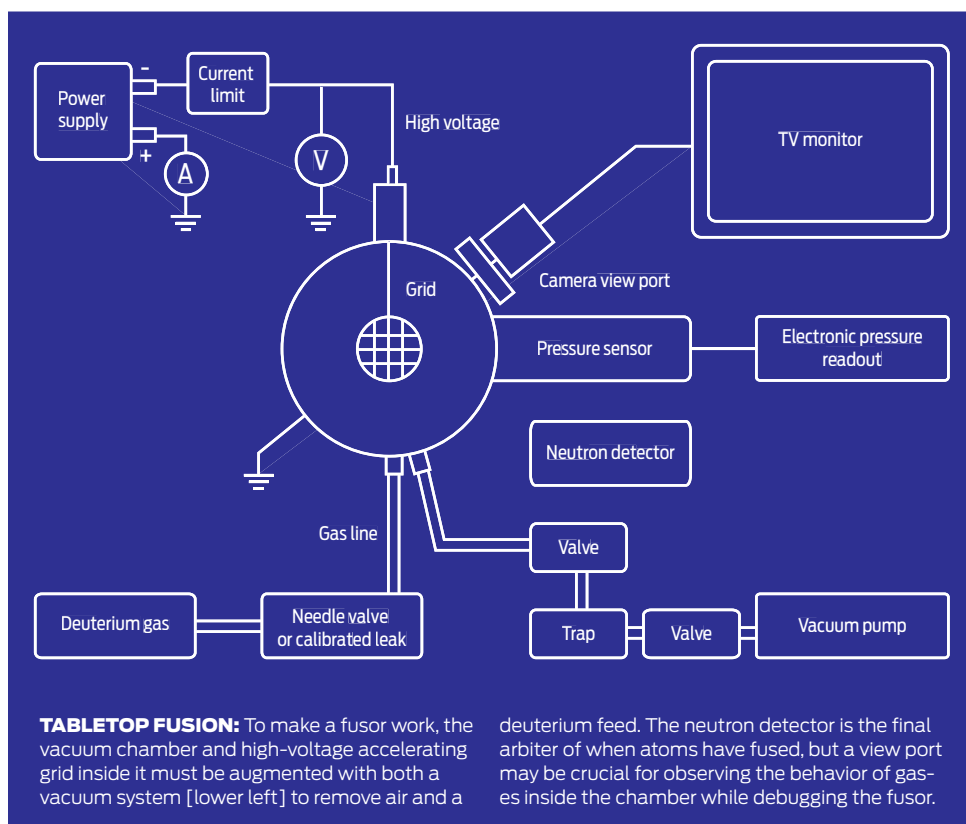 -
Power
supply
+
Current
limit
A
V
High voltage
TV monitor
Grid
Camera view port
Pressure sensor
Electronic pressure
readout
Neutron detector
Gas line
Valve
Deuterium gas
Needle valve
or calibrated leak
Trap
Valve
Vacuum pump
TABLETOP FUSION: To make a fusor work, the
vacuum chamber and high-voltage accelerating
grid inside it must be augmented with both a
vacuum system [lower left] to remove air and a
deuterium feed. The neutron detector is the final
arbiter of when atoms have fused, but a view port
may be crucial for observing the behavior of gas-
es inside the chamber while debugging the fusor.